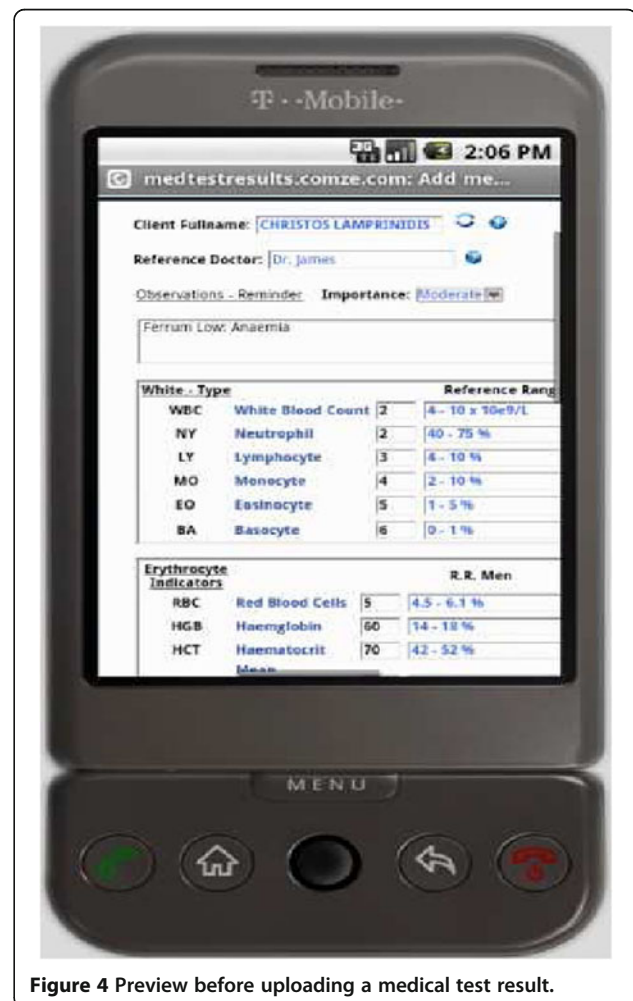 T··Mobile·
3G 2:06 PM
medtestresults.comze.com: Add me...
Client Fullname: CHRISTOS LAMPRINIDIS
Reference Doctor: Dr. James
Observations - Reminder Importance: Moderate
Ferrum Low: Anaemia
White - Type Reference Rang
WBC White Blood Count 2 4 - 10 x 10e9/L
NY Neutrophil 2 40 - 75 %
LY Lymphocyte 3 4 - 10 %
MO Monocyte 4 2 - 10 %
EO Eosinocyte 5 1 - 5 %
BA Basocyte 6 0 - 1 %
Erythrocyte
Indicators R.R. Men
RBC Red Blood Cells 5 4.5 - 6.1 %
HGB Haemglobin 60 14 - 18 %
HCT Haematocrit 70 42 - 52 %
Mean
MENU
Figure 4 Preview before uploading a medical test result.